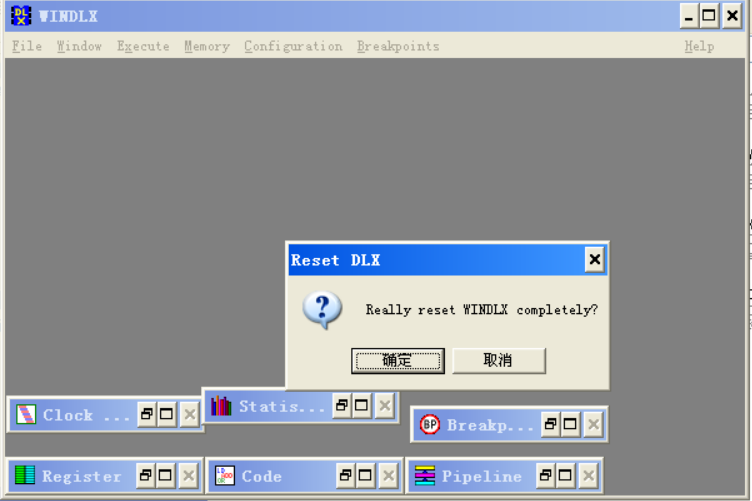 WINDLX
File Window Execute Memory Configuration Breakpoints Help
Reset DLX
Really reset WINDLX completely?
确定 取消
Clock ... Statis... Breakp...
Register Code Pipeline